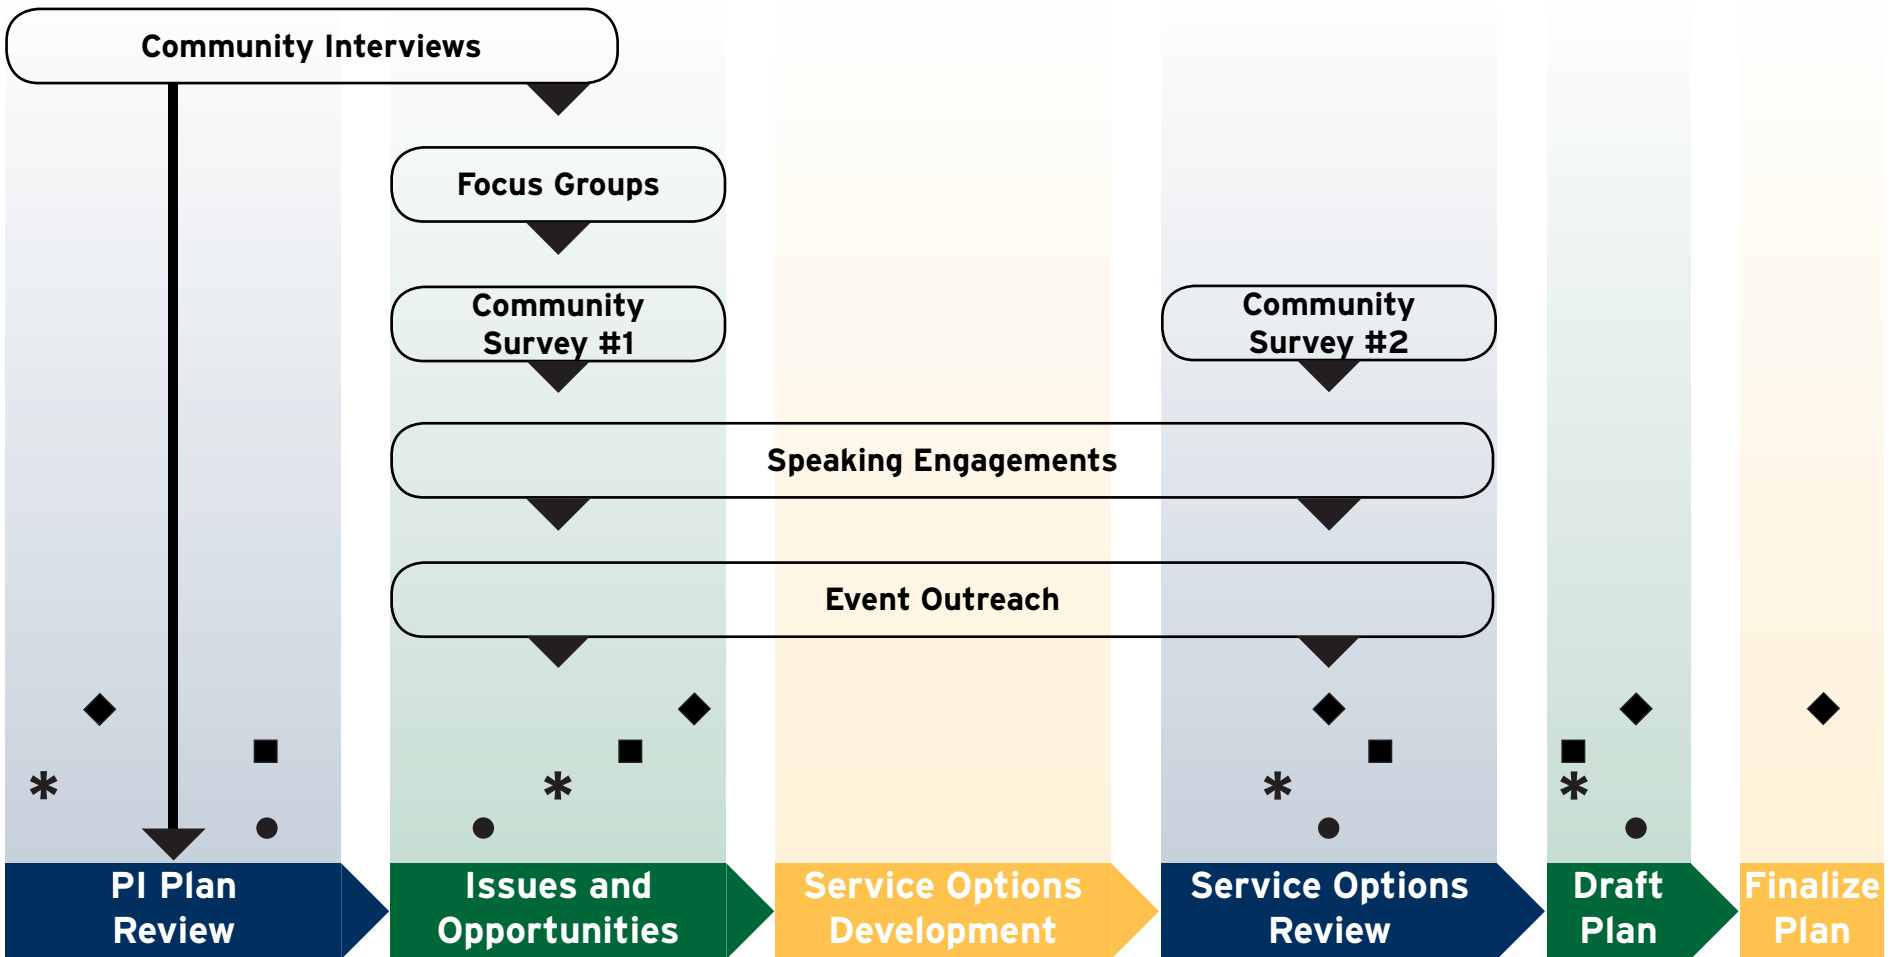 Community Interviews
Focus Groups
Community
Survey #1
Community
Survey #2
Speaking Engagements
Event Outreach
PI Plan
Review
Issues and
Opportunities
Service Options
Development
Service Options
Review
Draft
Plan
Finalize
Plan